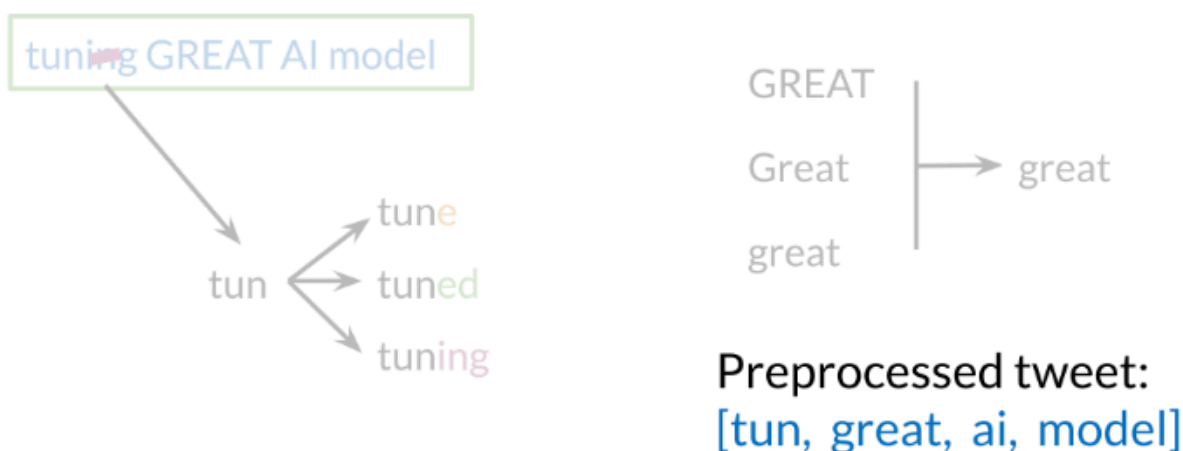 tuning GREAT AI model
tun
tune
tuned
tuning
GREAT
Great
great
great
Preprocessed tweet:
[tun, great, ai, model]